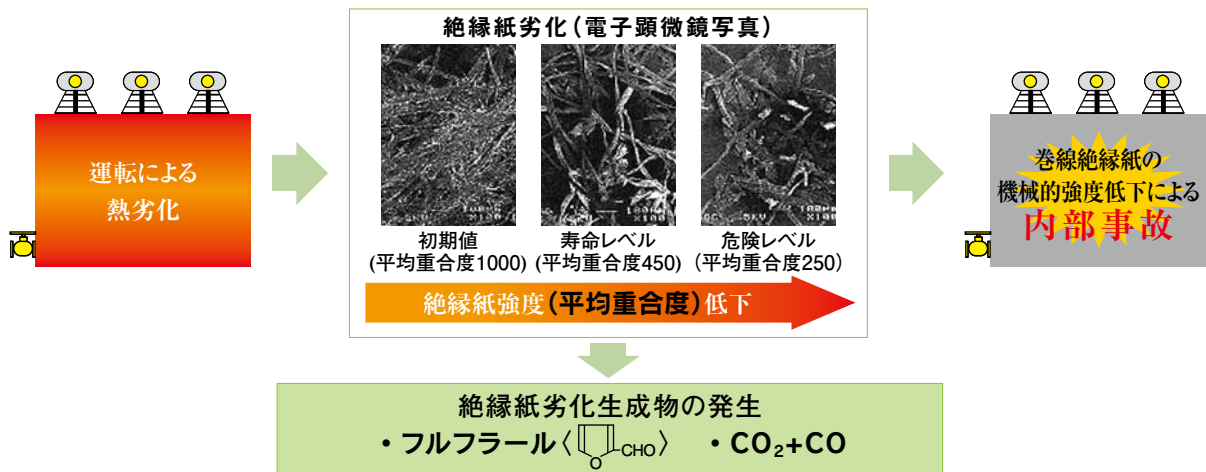 絶縁紙劣化(電子顕微鏡写真)
運転による
熱劣化
初期値
(平均重合度1000)
寿命レベル
(平均重合度450)
危険レベル
(平均重合度250)
絶縁紙強度(平均重合度)低下
巻線絶縁紙の
機械的強度低下による
内部事故
絶縁紙劣化生成物の発生
・フルフラール〈 O CHO 〉 ・CO₂+CO